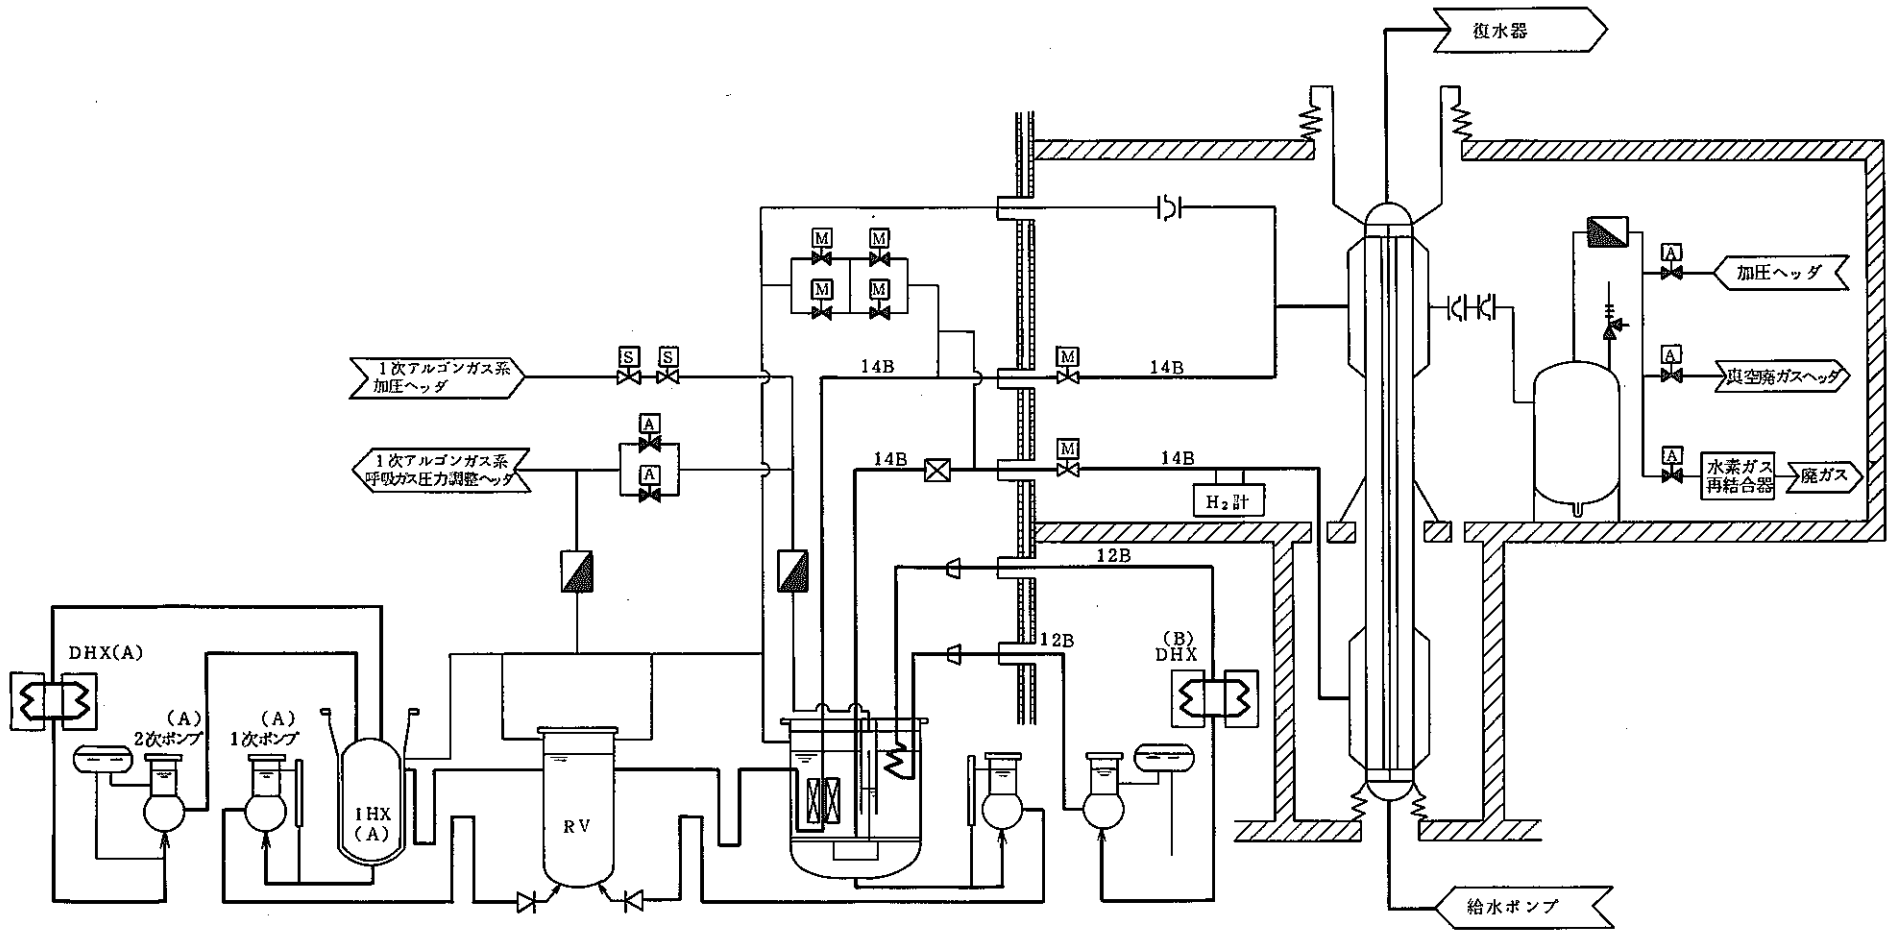 復水器
M
M
M
M
A
加圧ヘッダ
S
S
1次アルゴンガス系
加圧ヘッダ
14B
M
14B
A
真空廃ガスヘッダ
A
A
1次アルゴンガス系
呼吸ガス圧力調整ヘッダ
14B
M
14B
H₂計
A
水素ガス
再結合器
廃ガス
12B
12B
DHX(A)
(B)
DHX
(A)
2次ポンプ
(A)
1次ポンプ
IHX
(A)
RV
給水ポンプ